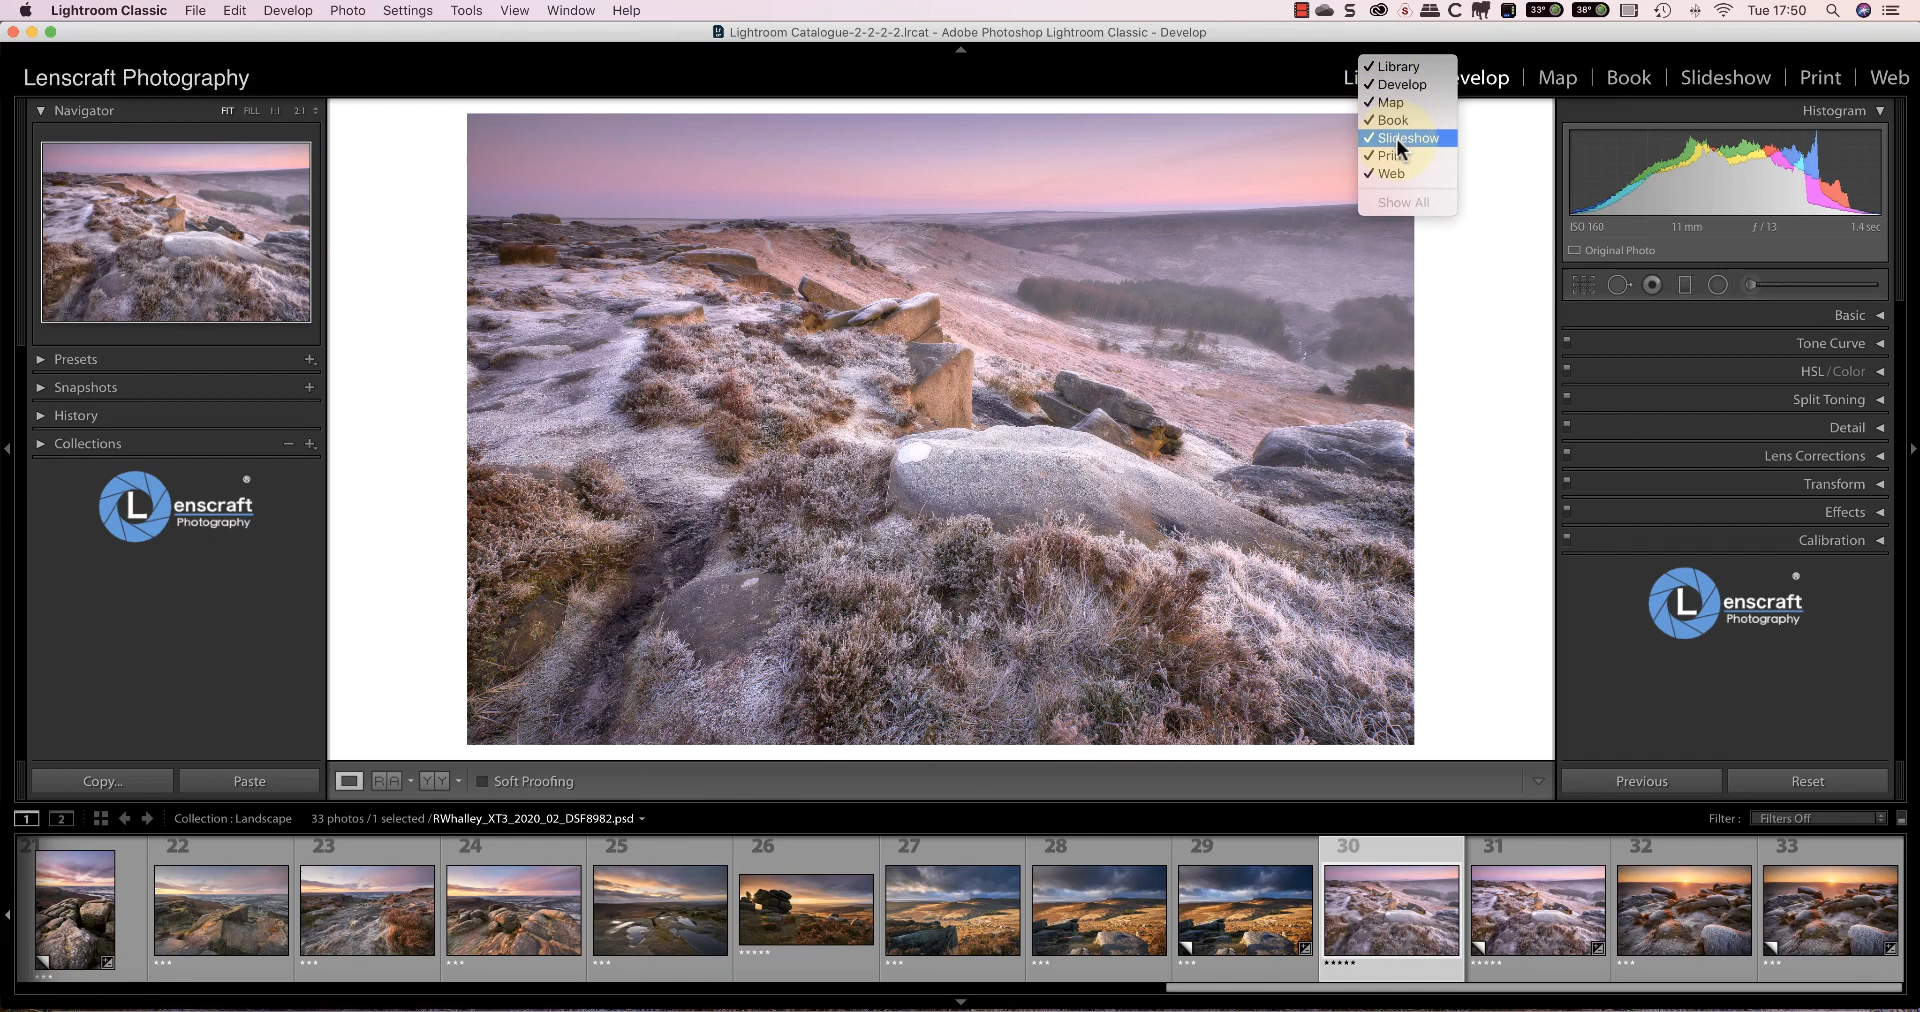 Lightroom Classic File Edit Develop Photo Settings Tools View Window Help 33° 38° Tue 17:50
Lightroom Catalogue-2-2-2-2.lrcat - Adobe Photoshop Lightroom Classic - Develop
Lenscraft Photography
Map Book Slideshow Print Web
Library
Develop
Map
Book
Slideshow
Web
Show All
Navigator FIT FILL 1:1 2:1
Presets
Snapshots
History
Collections
Lenscraft
Photography
Copy... Paste
Soft Proofing
Histogram
ISO 160 11 mm ƒ / 13 1.4 sec
Original Photo
Basic
Tone Curve
HSL / Color
Split Toning
Detail
Lens Corrections
Transform
Effects
Calibration
Lenscraft
Photography
Previous Reset
1 2 Collection : Landscape 33 photos / 1 selected / RWhalley_XT3_2020_02_DSF8982.psd Filter : Filters Off
21 22 23 24 25 26 27 28 29 30 31 32 33